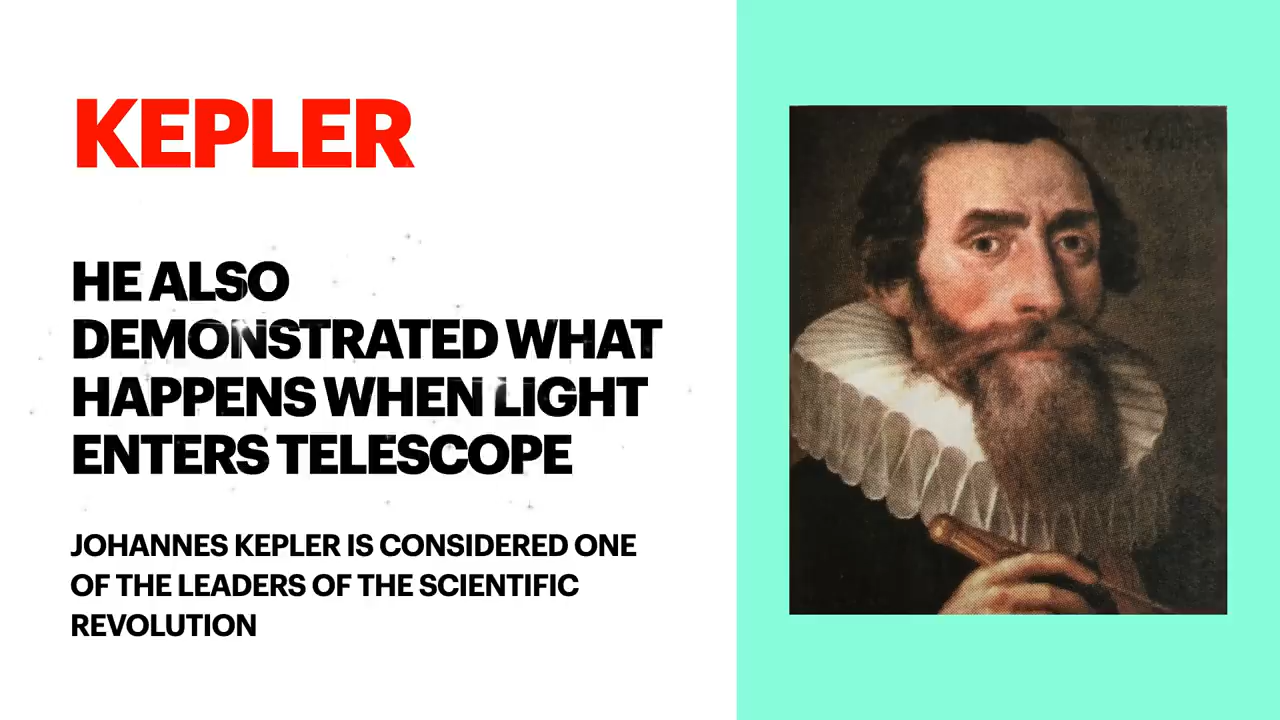 KEPLER
HE ALSO
DEMONSTRATED WHAT
HAPPENS WHEN LIGHT
ENTERS TELESCOPE
JOHANNES KEPLER IS CONSIDERED ONE
OF THE LEADERS OF THE SCIENTIFIC
REVOLUTION